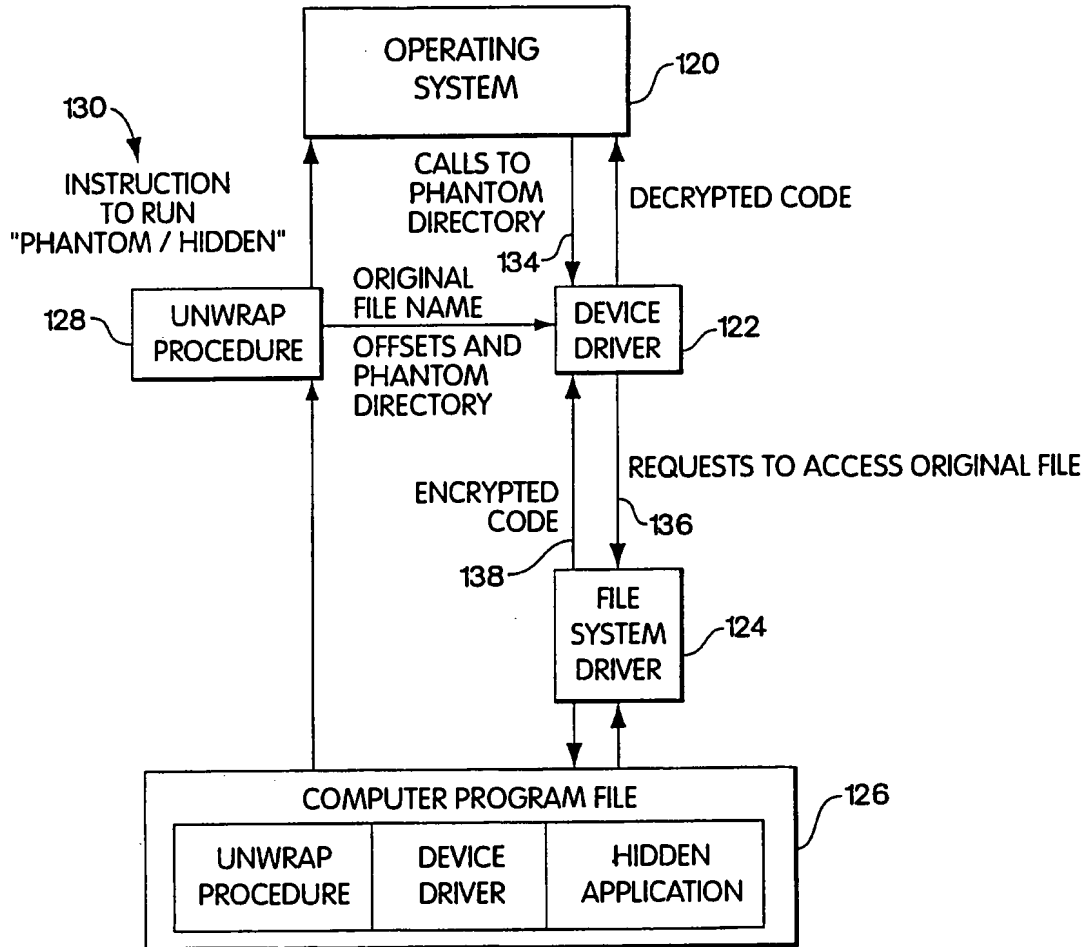 OPERATING
SYSTEM
120
130
INSTRUCTION
TO RUN
"PHANTOM / HIDDEN"
CALLS TO
PHANTOM
DIRECTORY
134
DECRYPTED CODE
128
UNWRAP
PROCEDURE
ORIGINAL
FILE NAME
OFFSETS AND
PHANTOM
DIRECTORY
DEVICE
DRIVER
122
REQUESTS TO ACCESS ORIGINAL FILE
136
ENCRYPTED
CODE
138
FILE
SYSTEM
DRIVER
124
COMPUTER PROGRAM FILE
126
UNWRAP
PROCEDURE
DEVICE
DRIVER
HIDDEN
APPLICATION